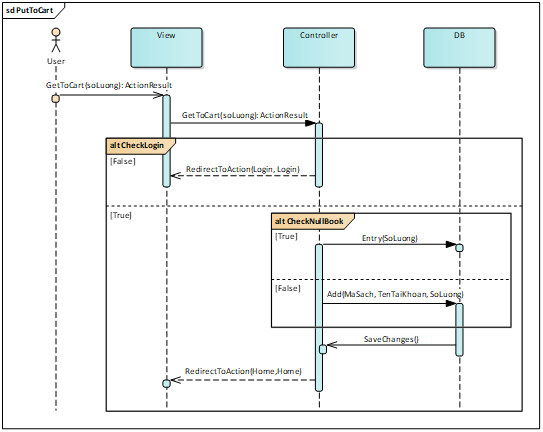 sd PutToCart
View
Controller
DB
User
GetToCart(soLuong): ActionResult
GetToCart(soLuong): ActionResult
alt CheckLogin
[False]
RedirectToAction(Login, Login)
[True]
alt CheckNullBook
[True]
Entry(SoLuong)
[False]
Add(MaSach, TenTaiKhoan, SoLuong)
SaveChanges()
RedirectToAction(Home,Home)